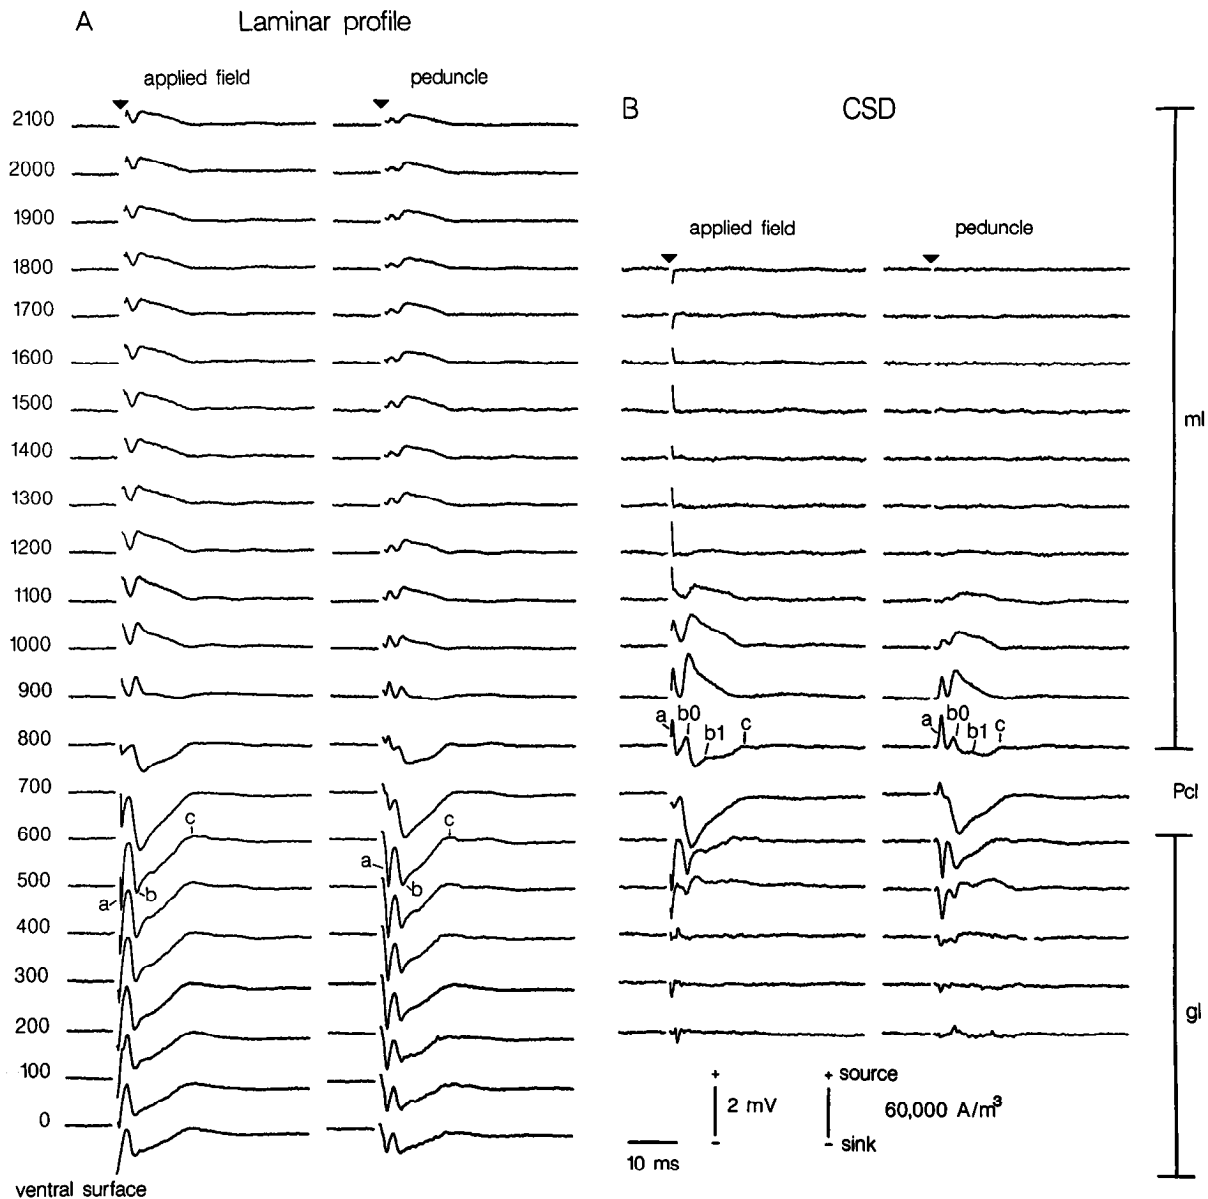 A Laminar profile
applied field peduncle
B CSD
2100
2000
1900
applied field peduncle
1800
1700
1600
1500
1400
ml
1300
1200
1100
1000
900
a b0 b1 c a b0 b1 c
800
700
Pcl
600
c c
a b a b
500
400
300
200
gl
100
+ + source
2 mV 60,000 A/m³
0
- - sink
10 ms
ventral surface